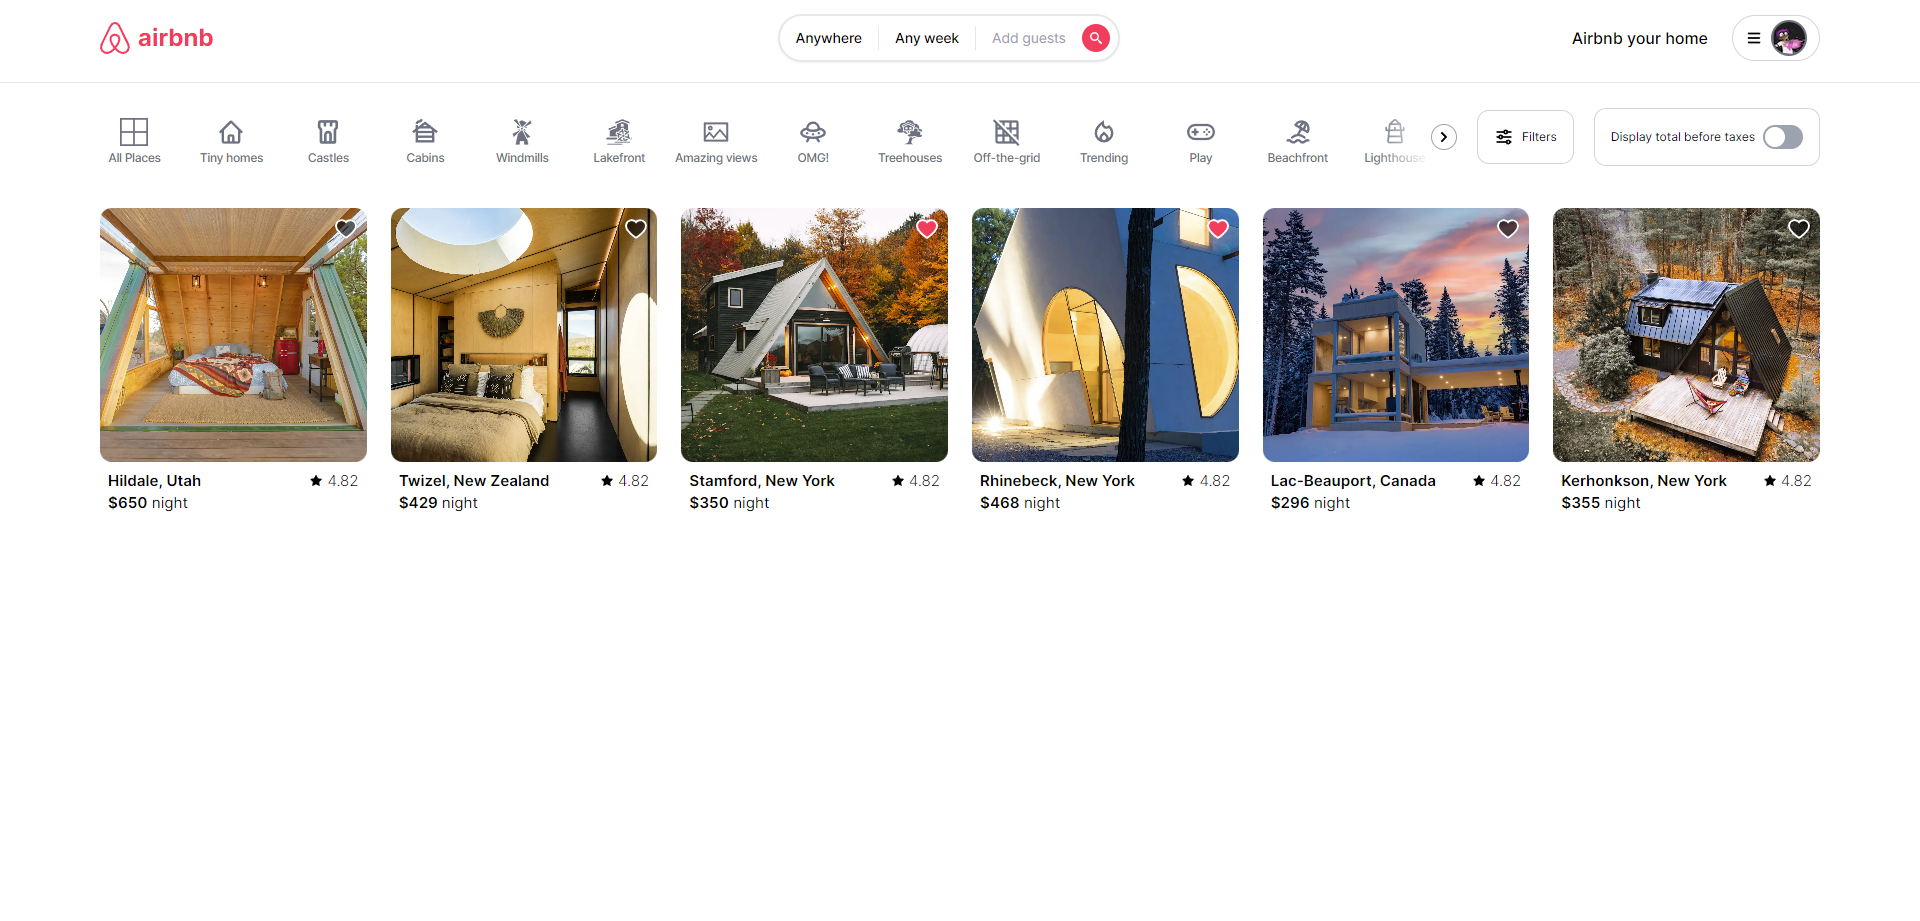 airbnb
Anywhere
Any week
Add guests
Airbnb your home
All Places
Tiny homes
Castles
Cabins
Windmills
Lakefront
Amazing views
OMG!
Treehouses
Off-the-grid
Trending
Play
Beachfront
Lighthouse
Filters
Display total before taxes
Hildale, Utah
4.82
$650 night
Twizel, New Zealand
4.82
$429 night
Stamford, New York
4.82
$350 night
Rhinebeck, New York
4.82
$468 night
Lac-Beauport, Canada
4.82
$296 night
Kerhonkson, New York
4.82
$355 night